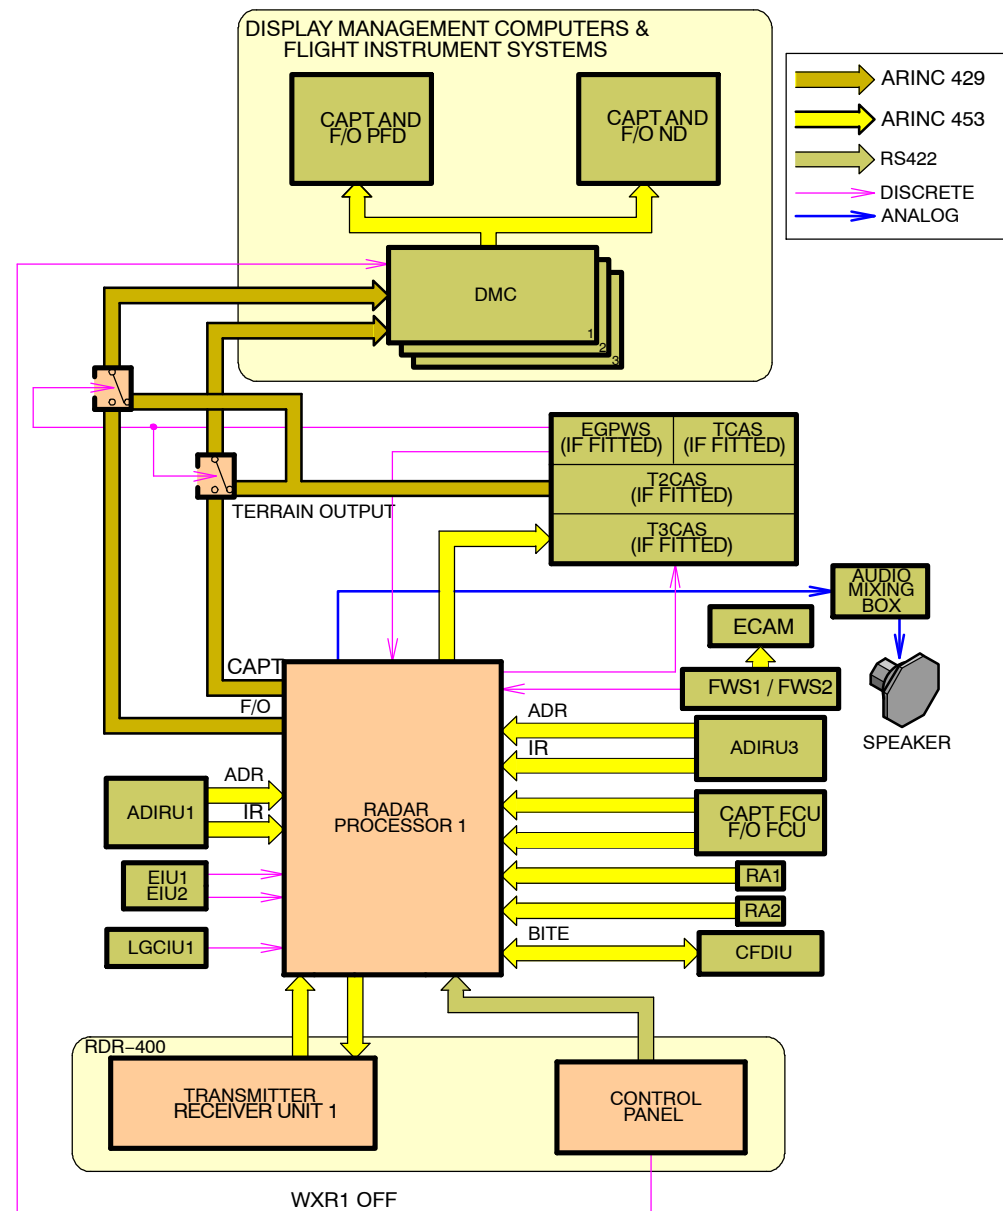 DISPLAY MANAGEMENT COMPUTERS &
FLIGHT INSTRUMENT SYSTEMS
CAPT AND
F/O PFD
CAPT AND
F/O ND
ARINC 429
ARINC 453
RS422
DISCRETE
ANALOG
DMC
1
2
3
EGPWS
(IF FITTED)
TCAS
(IF FITTED)
T2CAS
(IF FITTED)
T3CAS
(IF FITTED)
TERRAIN OUTPUT
AUDIO
MIXING
BOX
ECAM
CAPT
FWS1 / FWS2
F/O
ADR
SPEAKER
IR
ADIRU3
ADR
IR
ADIRU1
RADAR
PROCESSOR 1
CAPT FCU
F/O FCU
EIU1
EIU2
RA1
RA2
LGCIU1
BITE
CFDIU
RDR-400
TRANSMITTER
RECEIVER UNIT 1
CONTROL
PANEL
WXR1 OFF